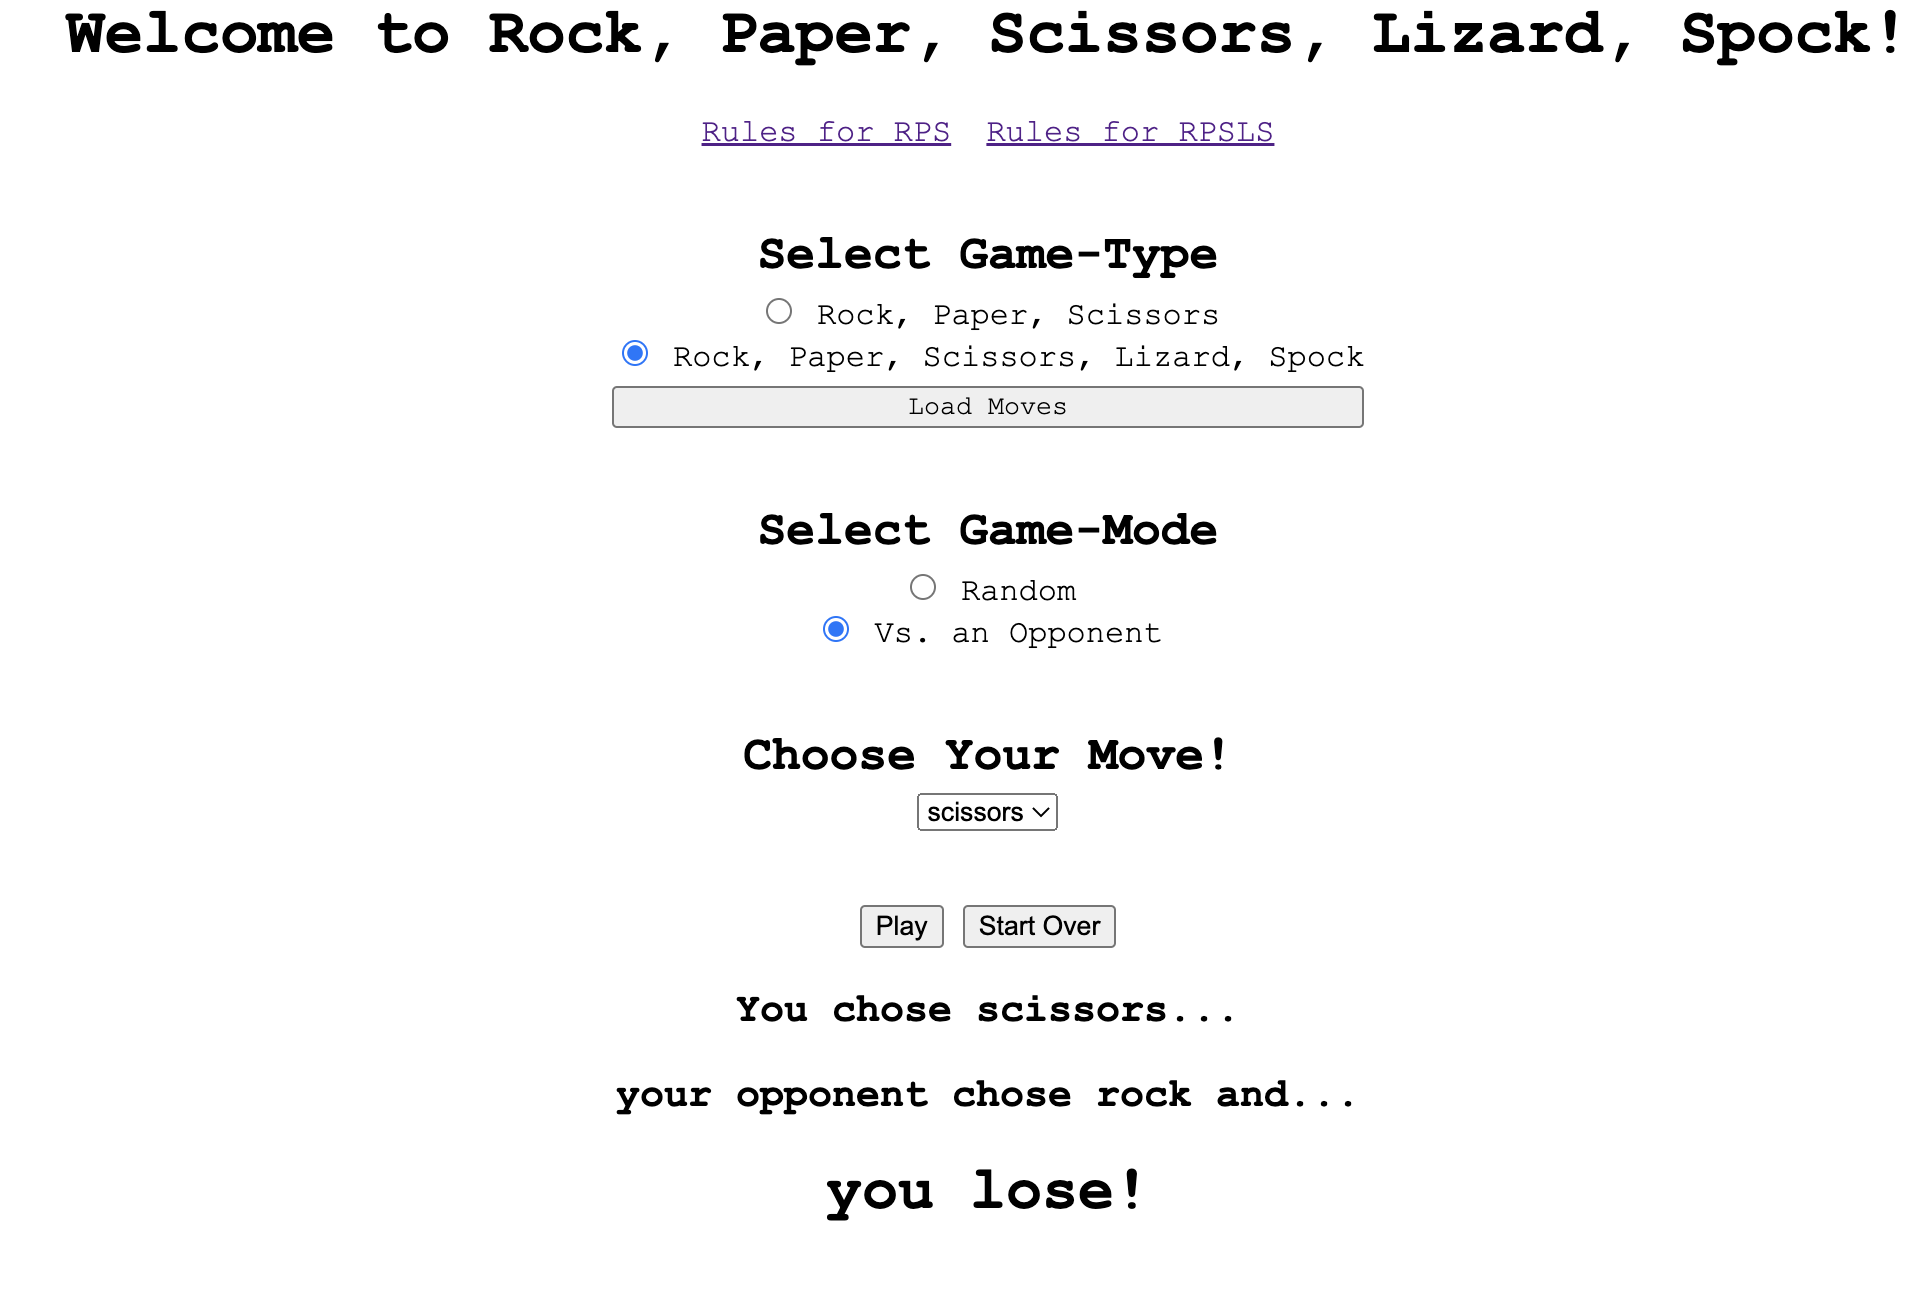 Welcome to Rock, Paper, Scissors, Lizard, Spock!
Rules for RPS Rules for RPSLS
Select Game-Type
Rock, Paper, Scissors
Rock, Paper, Scissors, Lizard, Spock
Load Moves
Select Game-Mode
Random
Vs. an Opponent
Choose Your Move!
scissors
Play Start Over
You chose scissors...
your opponent chose rock and...
you lose!